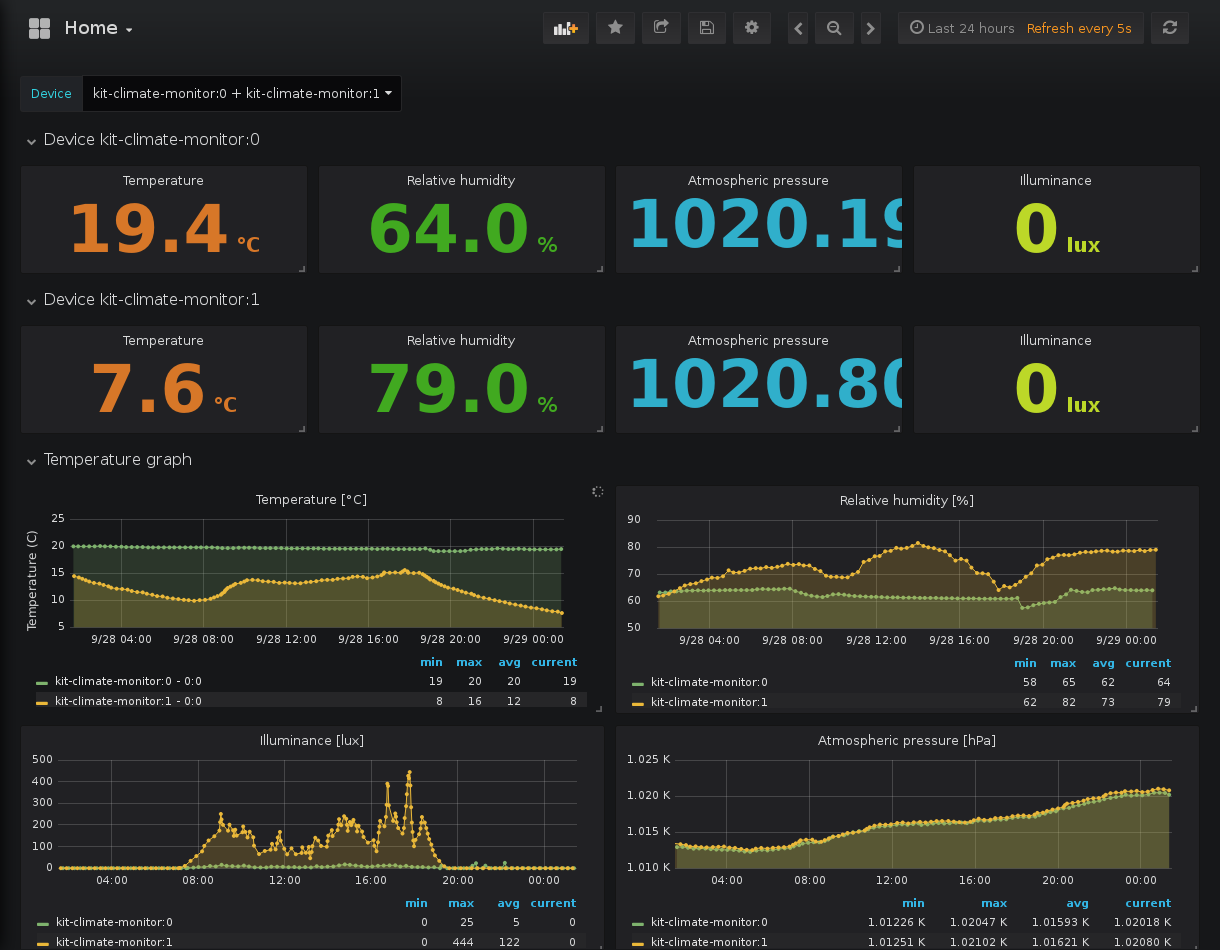 Home
Last 24 hours Refresh every 5s
Device kit-climate-monitor:0 + kit-climate-monitor:1
Device kit-climate-monitor:0
Temperature Relative humidity Atmospheric pressure Illuminance
19.4 °C 64.0 % 1020.19 0 lux
Device kit-climate-monitor:1
Temperature Relative humidity Atmospheric pressure Illuminance
7.6 °C 79.0 % 1020.80 0 lux
Temperature graph
Temperature [°C]
Temperature (C)
25
20
15
10
5
9/28 04:00 9/28 08:00 9/28 12:00 9/28 16:00 9/28 20:00 9/29 00:00
min max avg current
kit-climate-monitor:0 - 0:0 19 20 20 19
kit-climate-monitor:1 - 0:0 8 16 12 8
Relative humidity [%]
90
80
70
60
50
9/28 04:00 9/28 08:00 9/28 12:00 9/28 16:00 9/28 20:00 9/29 00:00
min max avg current
kit-climate-monitor:0 58 65 62 64
kit-climate-monitor:1 62 82 73 79
Illuminance [lux]
500
400
300
200
100
0
04:00 08:00 12:00 16:00 20:00 00:00
min max avg current
kit-climate-monitor:0 0 25 5 0
kit-climate-monitor:1 0 444 122 0
Atmospheric pressure [hPa]
1.025 K
1.020 K
1.015 K
1.010 K
04:00 08:00 12:00 16:00 20:00 00:00
min max avg current
kit-climate-monitor:0 1.01226 K 1.02047 K 1.01593 K 1.02018 K
kit-climate-monitor:1 1.01251 K 1.02102 K 1.01621 K 1.02080 K